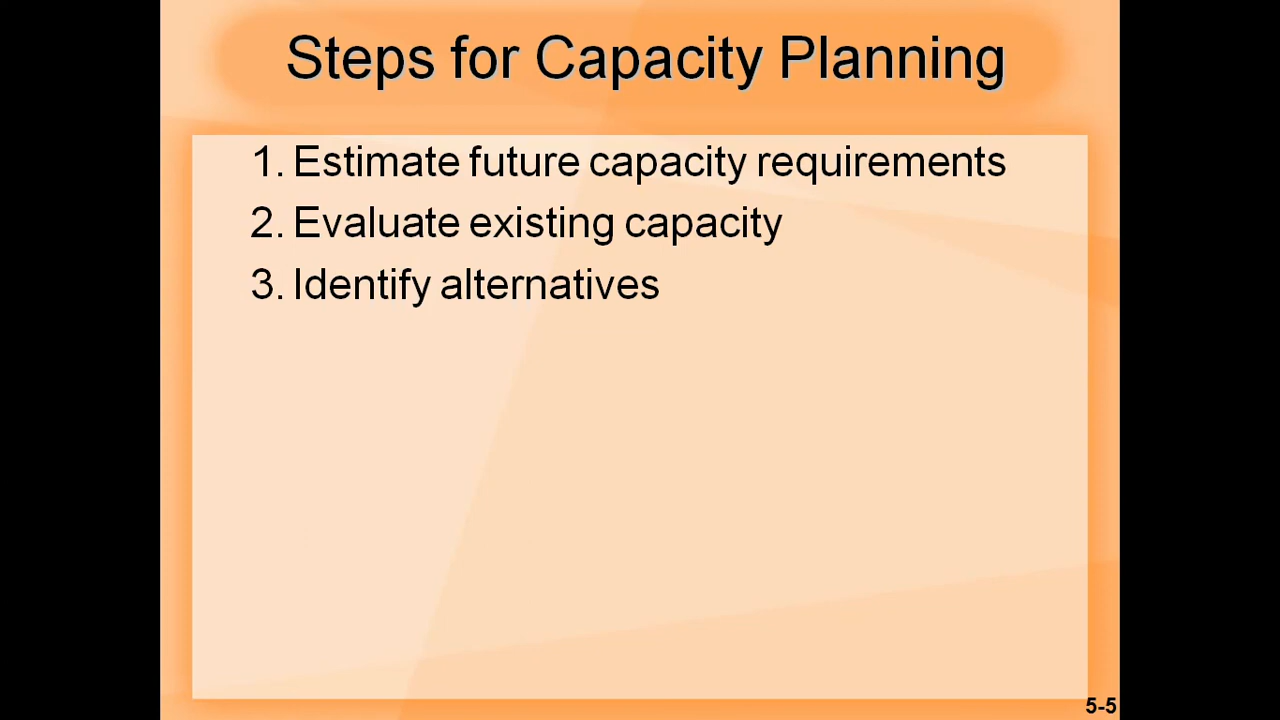 Steps for Capacity Planning
1. Estimate future capacity requirements
2. Evaluate existing capacity
3. Identify alternatives
5-5